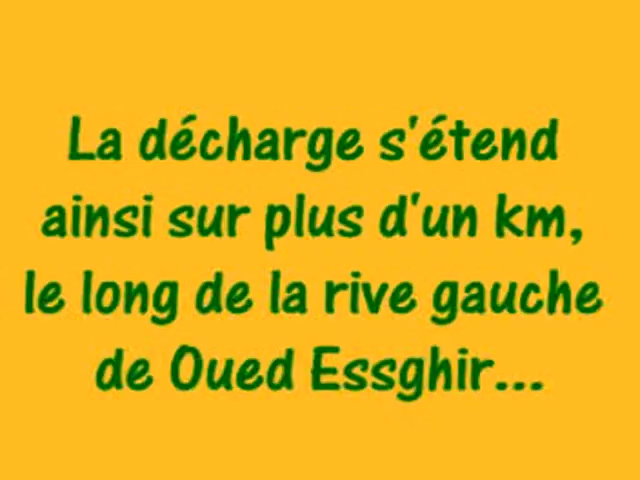 La décharge s'étend
ainsi sur plus d'un km,
le long de la rive gauche
de Oued Essghir...